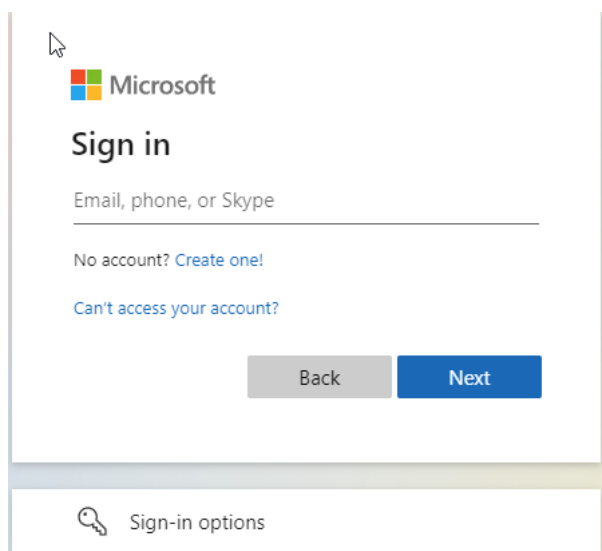 Microsoft
Sign in
Email, phone, or Skype
No account? Create one!
Can't access your account?
Back Next
Sign-in options